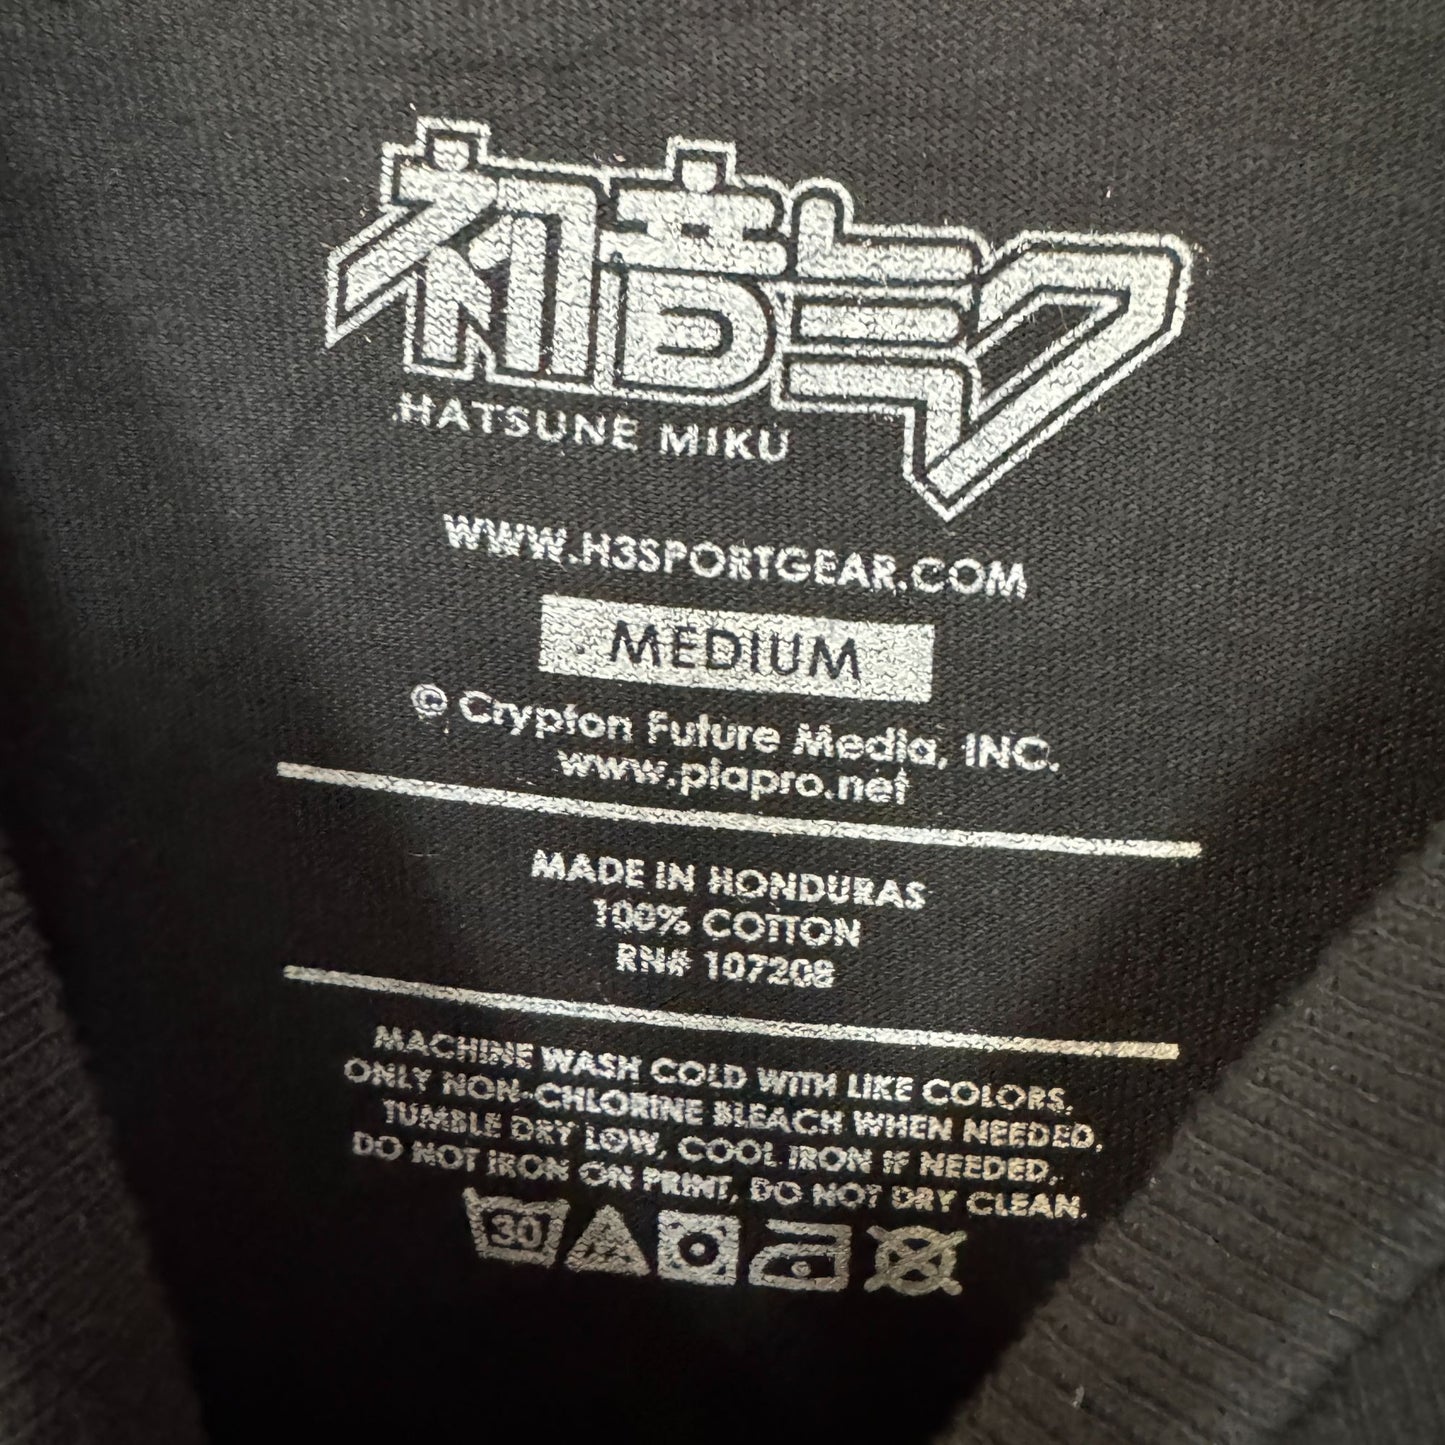 初音ミク
HATSUNE MIKU
WWW.H3SPORTGEAR.COM
MEDIUM
© Crypton Future Media, INC.
www.piapro.net
MADE IN HONDURAS
100% COTTON
RN# 107208
MACHINE WASH COLD WITH LIKE COLORS.
ONLY NON-CHLORINE BLEACH WHEN NEEDED,
TUMBLE DRY LOW, COOL IRON IF NEEDED,
DO NOT IRON ON PRINT, DO NOT DRY CLEAN.
30